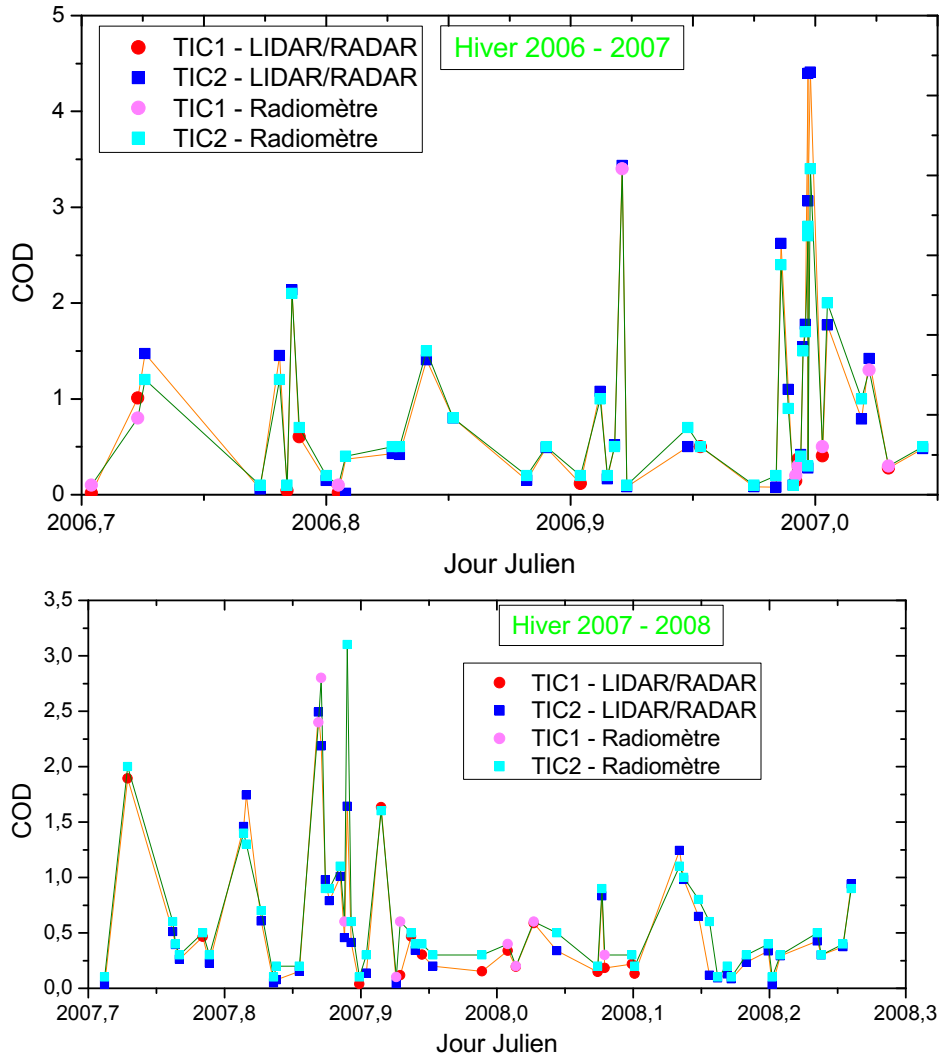 Hiver 2006 - 2007
TIC1 - LIDAR/RADAR
TIC2 - LIDAR/RADAR
TIC1 - Radiomètre
TIC2 - Radiomètre
5
4
3
2
1
0
COD
2006,7
2006,8
2006,9
2007,0
Jour Julien
Hiver 2007 - 2008
TIC1 - LIDAR/RADAR
TIC2 - LIDAR/RADAR
TIC1 - Radiomètre
TIC2 - Radiomètre
3,5
3,0
2,5
2,0
1,5
1,0
0,5
0,0
COD
2007,7
2007,8
2007,9
2008,0
2008,1
2008,2
2008,3
Jour Julien